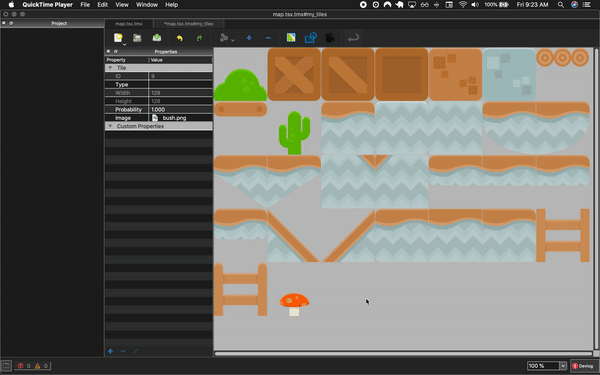 QuickTime Player File Edit View Window Help 100% Fri 9:23 AM
map.tsx.tmx#my_tiles
Project
map.tsx.tmx *map.tsx.tmx#my_tiles
Properties
Property Value
Tile
ID 9
Type
Width 128
Height 128
Probability 1.000
Image bush.png
Custom Properties
0 0 100 % Devlog